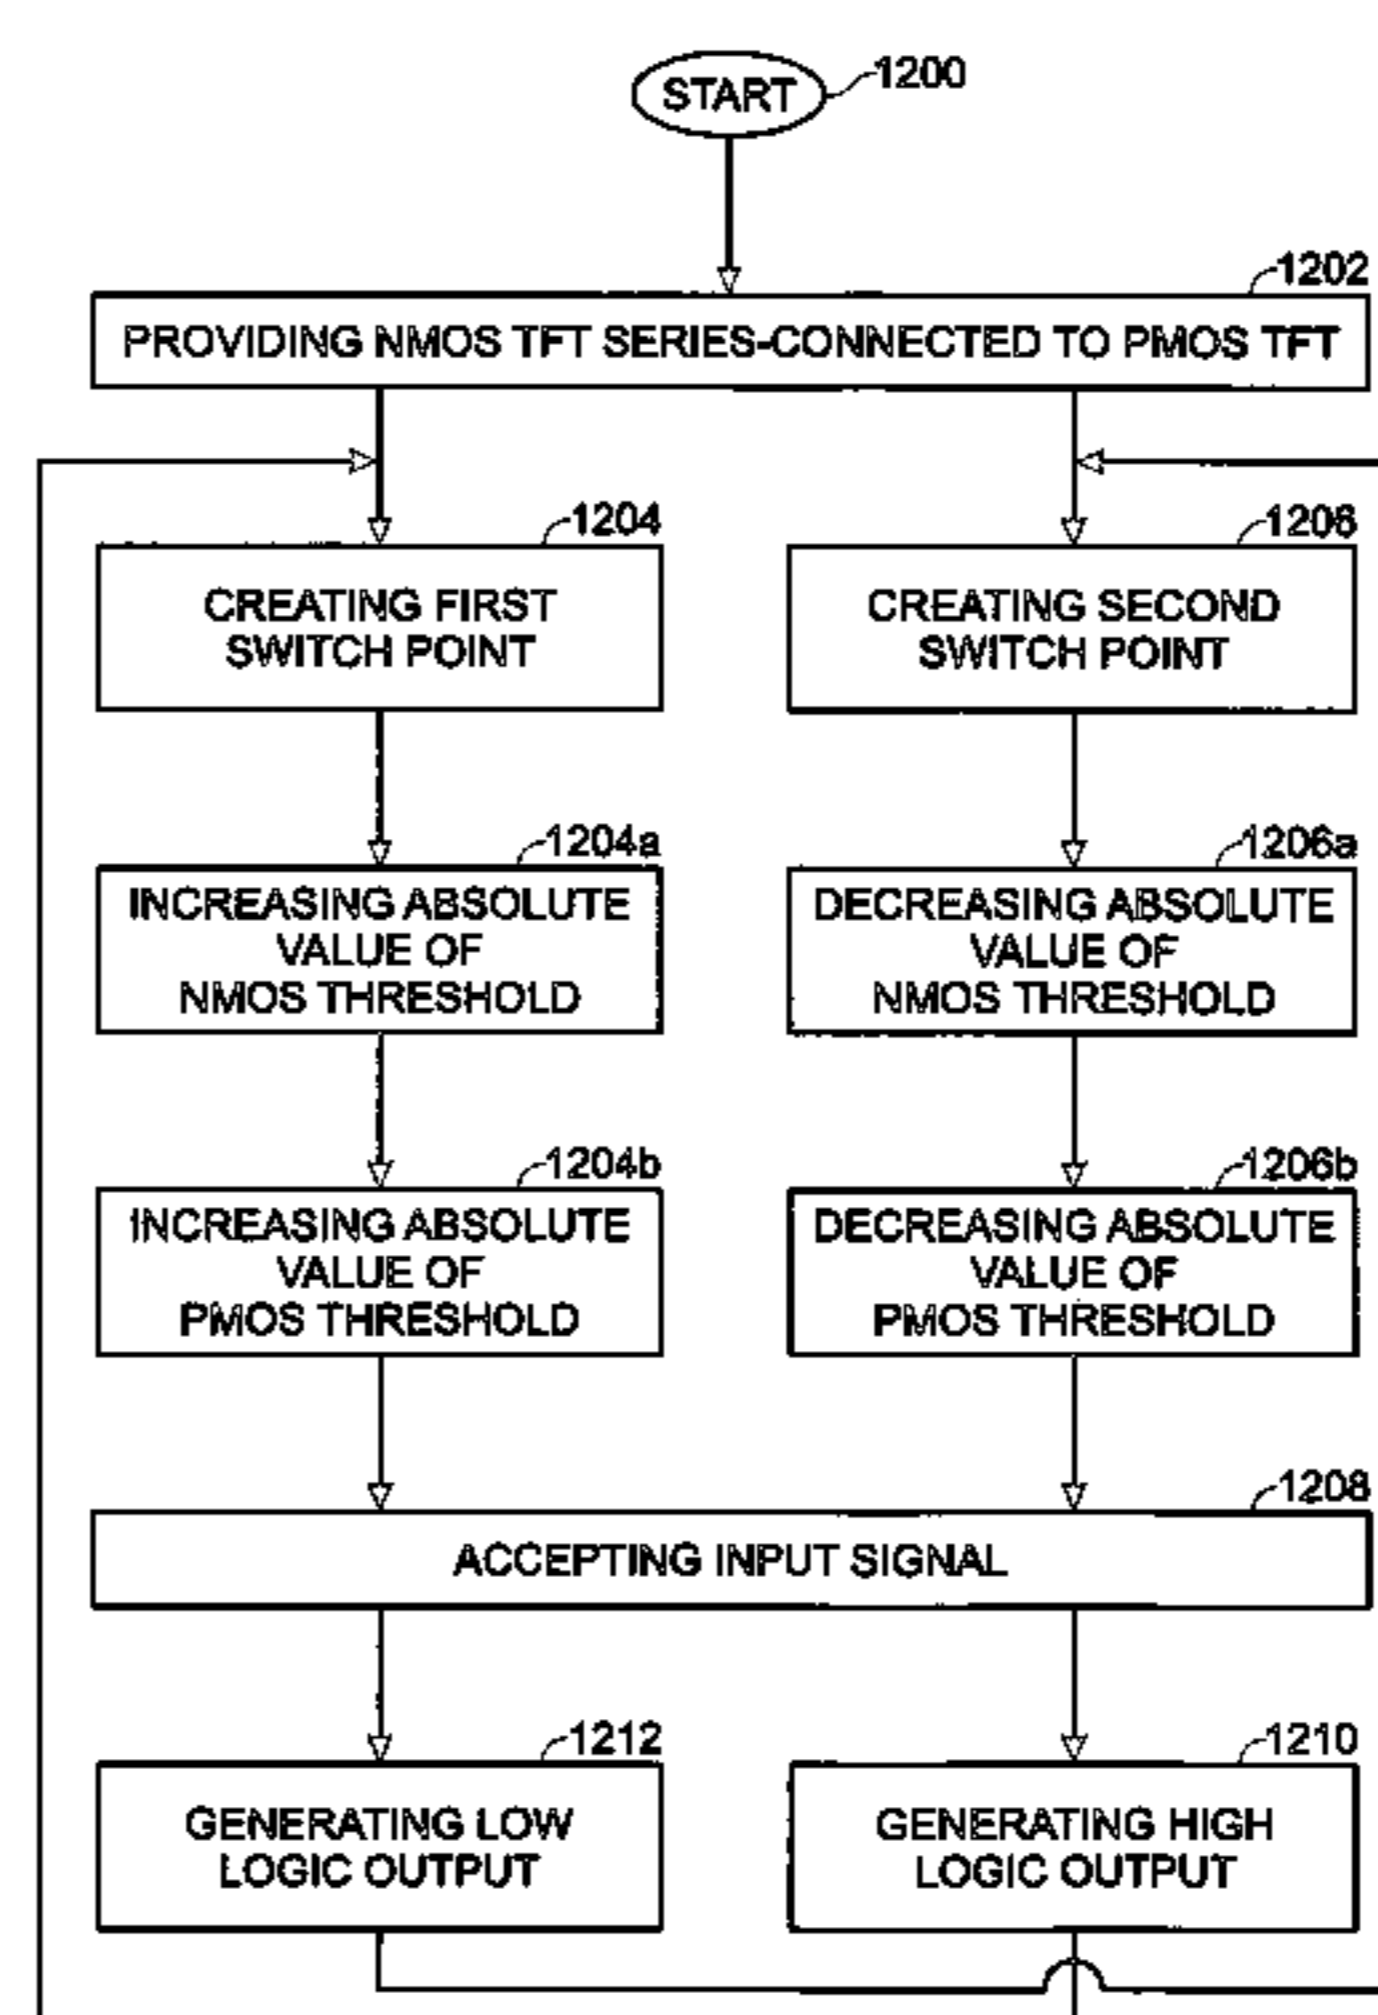 START
1200
1202
PROVIDING NMOS TFT SERIES-CONNECTED TO PMOS TFT
1204
CREATING FIRST
SWITCH POINT
1206
CREATING SECOND
SWITCH POINT
1204a
INCREASING ABSOLUTE
VALUE OF
NMOS THRESHOLD
1206a
DECREASING ABSOLUTE
VALUE OF
NMOS THRESHOLD
1204b
INCREASING ABSOLUTE
VALUE OF
PMOS THRESHOLD
1206b
DECREASING ABSOLUTE
VALUE OF
PMOS THRESHOLD
1208
ACCEPTING INPUT SIGNAL
1212
GENERATING LOW
LOGIC OUTPUT
1210
GENERATING HIGH
LOGIC OUTPUT